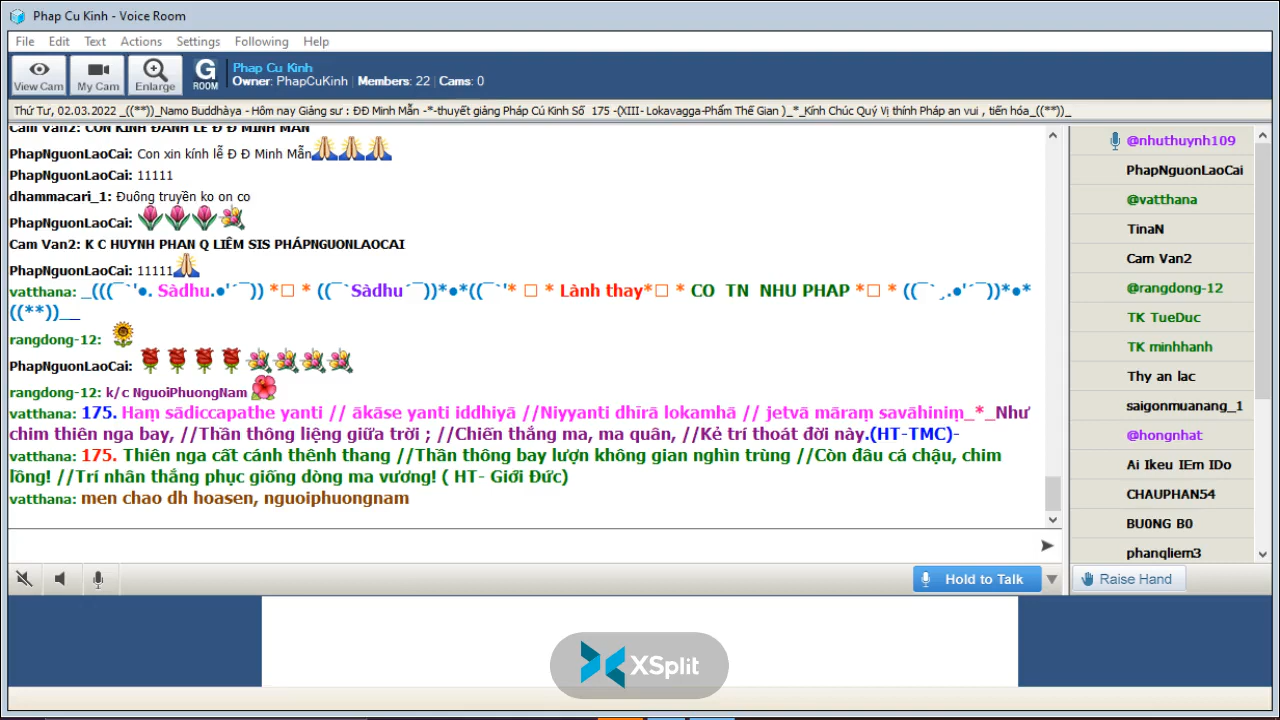 Phap Cu Kinh - Voice Room
File Edit Text Actions Settings Following Help
View Cam My Cam Enlarge G ROOM
Phap Cu Kinh
Owner: PhapCuKinh | Members: 22 | Cams: 0
Thứ Tư, 02.03.2022 _((**))_Namo Buddhàya - Hôm nay Giảng sư : ĐĐ Minh Mẫn -*-thuyết giảng Pháp Cú Kinh Số 175 -(XIII- Lokavagga-Phẩm Thế Gian )_*_Kính Chúc Quý Vị thính Pháp an vui , tiến hóa_((**))_
Cam Van2: CON KINH ĐANH LE Đ Đ MINH MAN
PhapNguonLaoCai: Con xin kính lễ Đ Đ Minh Mẫn🙏🙏🙏
PhapNguonLaoCai: 11111
dhammacari_1: Đuông truyền ko on co
PhapNguonLaoCai: 🌷🌷🌷💐
Cam Van2: K C HUYNH PHAN Q LIÊM SIS PHÁPNGUONLAOCAI
PhapNguonLaoCai: 11111🙏
vatthana: _(((¯`'●. Sàdhu.●'´¯)) *□ * ((¯`Sàdhu´¯))*●*((¯`'* □ * Lành thay*□ * CO TN NHU PHAP *□ * ((¯`¸.●'´¯))*●*
((**))__
rangdong-12: 🌻
PhapNguonLaoCai: 🌹🌹🌹🌹💐💐💐💐
rangdong-12: k/c NguoiPhuongNam 🌺
vatthana: 175. Haṃ sādiccapathe yanti // ākāse yanti iddhiyā //Niyyanti dhīrā lokamhā // jetvā māraṃ savāhiniṃ_*_Như
chim thiên nga bay, //Thần thông liệng giữa trời ; //Chiến thắng ma, ma quân, //Kẻ trí thoát đời này.(HT-TMC)-
vatthana: 175. Thiên nga cất cánh thênh thang //Thần thông bay lượn không gian nghìn trùng //Còn đâu cá chậu, chim
lồng! //Trí nhân thắng phục giống dòng ma vương! ( HT- Giới Đức)
vatthana: men chao dh hoasen, nguoiphuongnam
@nhuthuynh109
PhapNguonLaoCai
@vatthana
TinaN
Cam Van2
@rangdong-12
TK TueDuc
TK minhhanh
Thy an lac
saigonmuanang_1
@hongnhat
Ai Ikeu IEm IDo
CHAUPHAN54
BU0NG B0
phanqliem3
Hold to Talk
Raise Hand
XSplit